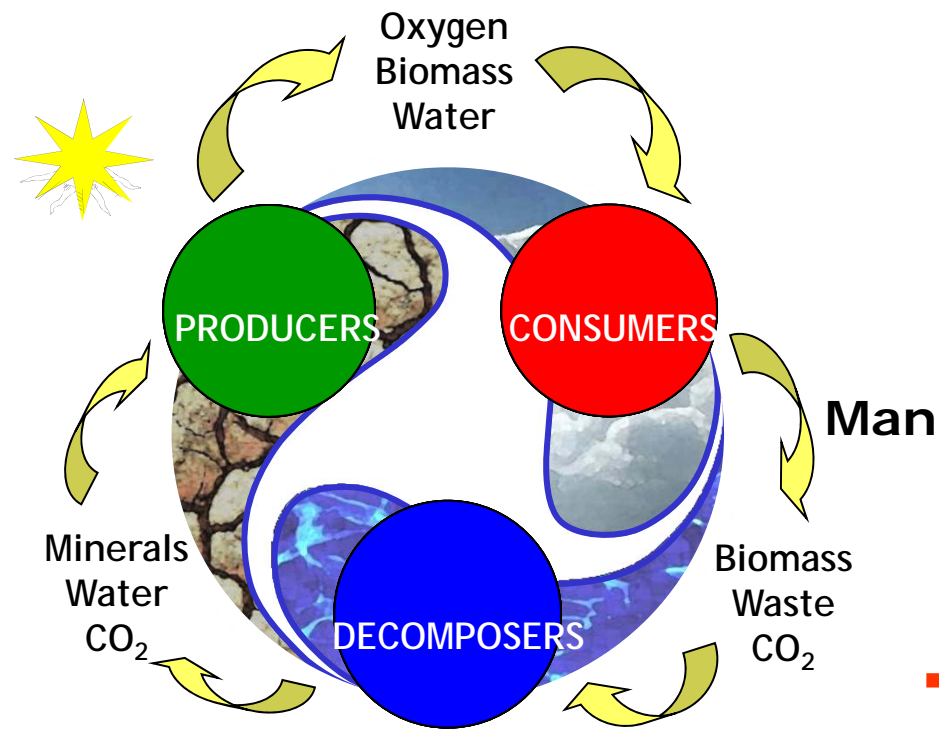 Oxygen
Biomass
Water
PRODUCERS
CONSUMERS
Man
Minerals
Water
CO₂
Biomass
Waste
CO₂
DECOMPOSERS